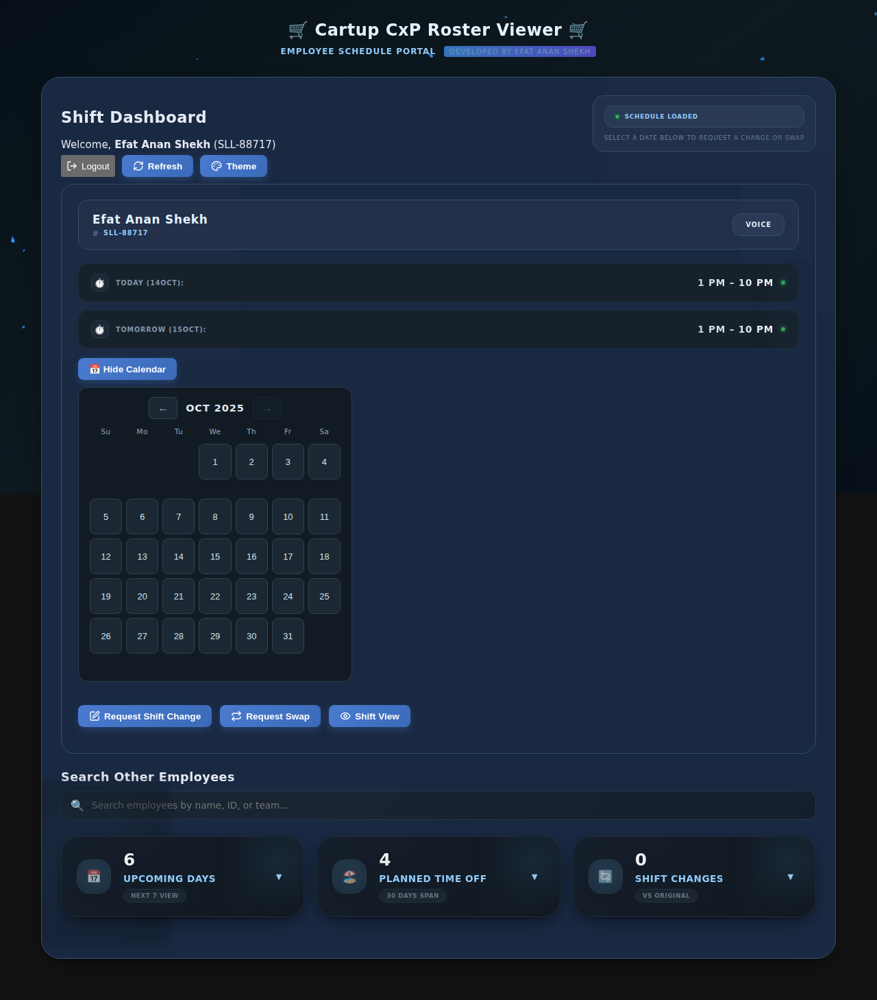 🛒 Cartup CxP Roster Viewer 🛒
EMPLOYEE SCHEDULE PORTAL DEVELOPED BY EFAT ANAN SHEKH
Shift Dashboard
SCHEDULE LOADED
SELECT A DATE BELOW TO REQUEST A CHANGE OR SWAP
Welcome, Efat Anan Shekh (SLL-88717)
Logout Refresh Theme
Efat Anan Shekh
# SLL-88717
VOICE
TODAY (14OCT): 1 PM – 10 PM
TOMORROW (15OCT): 1 PM – 10 PM
📅 Hide Calendar
← OCT 2025 →
Su Mo Tu We Th Fr Sa
1 2 3 4
5 6 7 8 9 10 11
12 13 14 15 16 17 18
19 20 21 22 23 24 25
26 27 28 29 30 31
Request Shift Change Request Swap Shift View
Search Other Employees
🔍 Search employees by name, ID, or team...
6
UPCOMING DAYS ▼
NEXT 7 VIEW
4
PLANNED TIME OFF ▼
30 DAYS SPAN
0
SHIFT CHANGES ▼
VS ORIGINAL